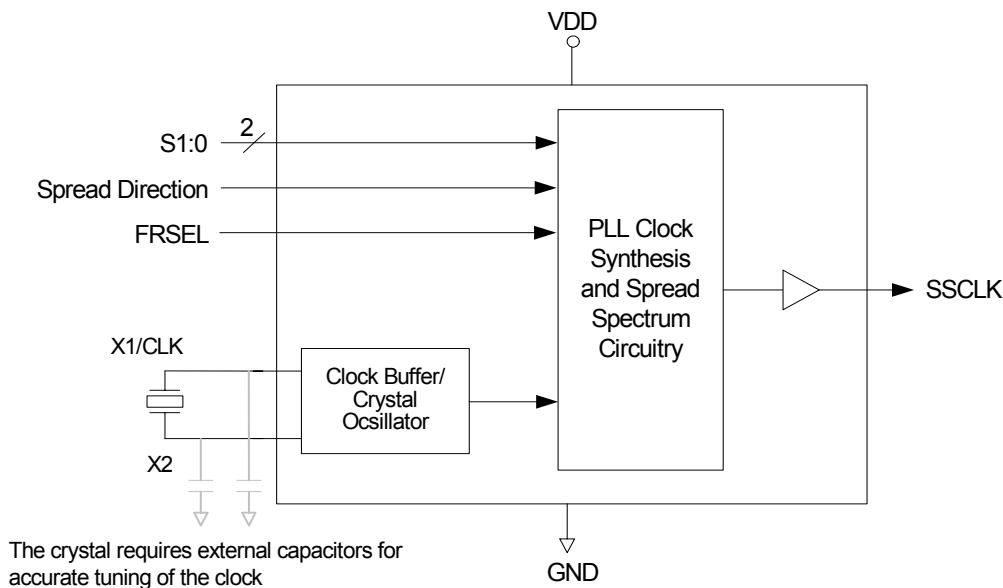 VDD
2
S1:0
Spread Direction
FRSEL
PLL Clock
Synthesis
and Spread
Spectrum
Circuitry
SSCLK
X1/CLK
Clock Buffer/
Crystal
Ocsillator
X2
The crystal requires external capacitors for
accurate tuning of the clock
GND